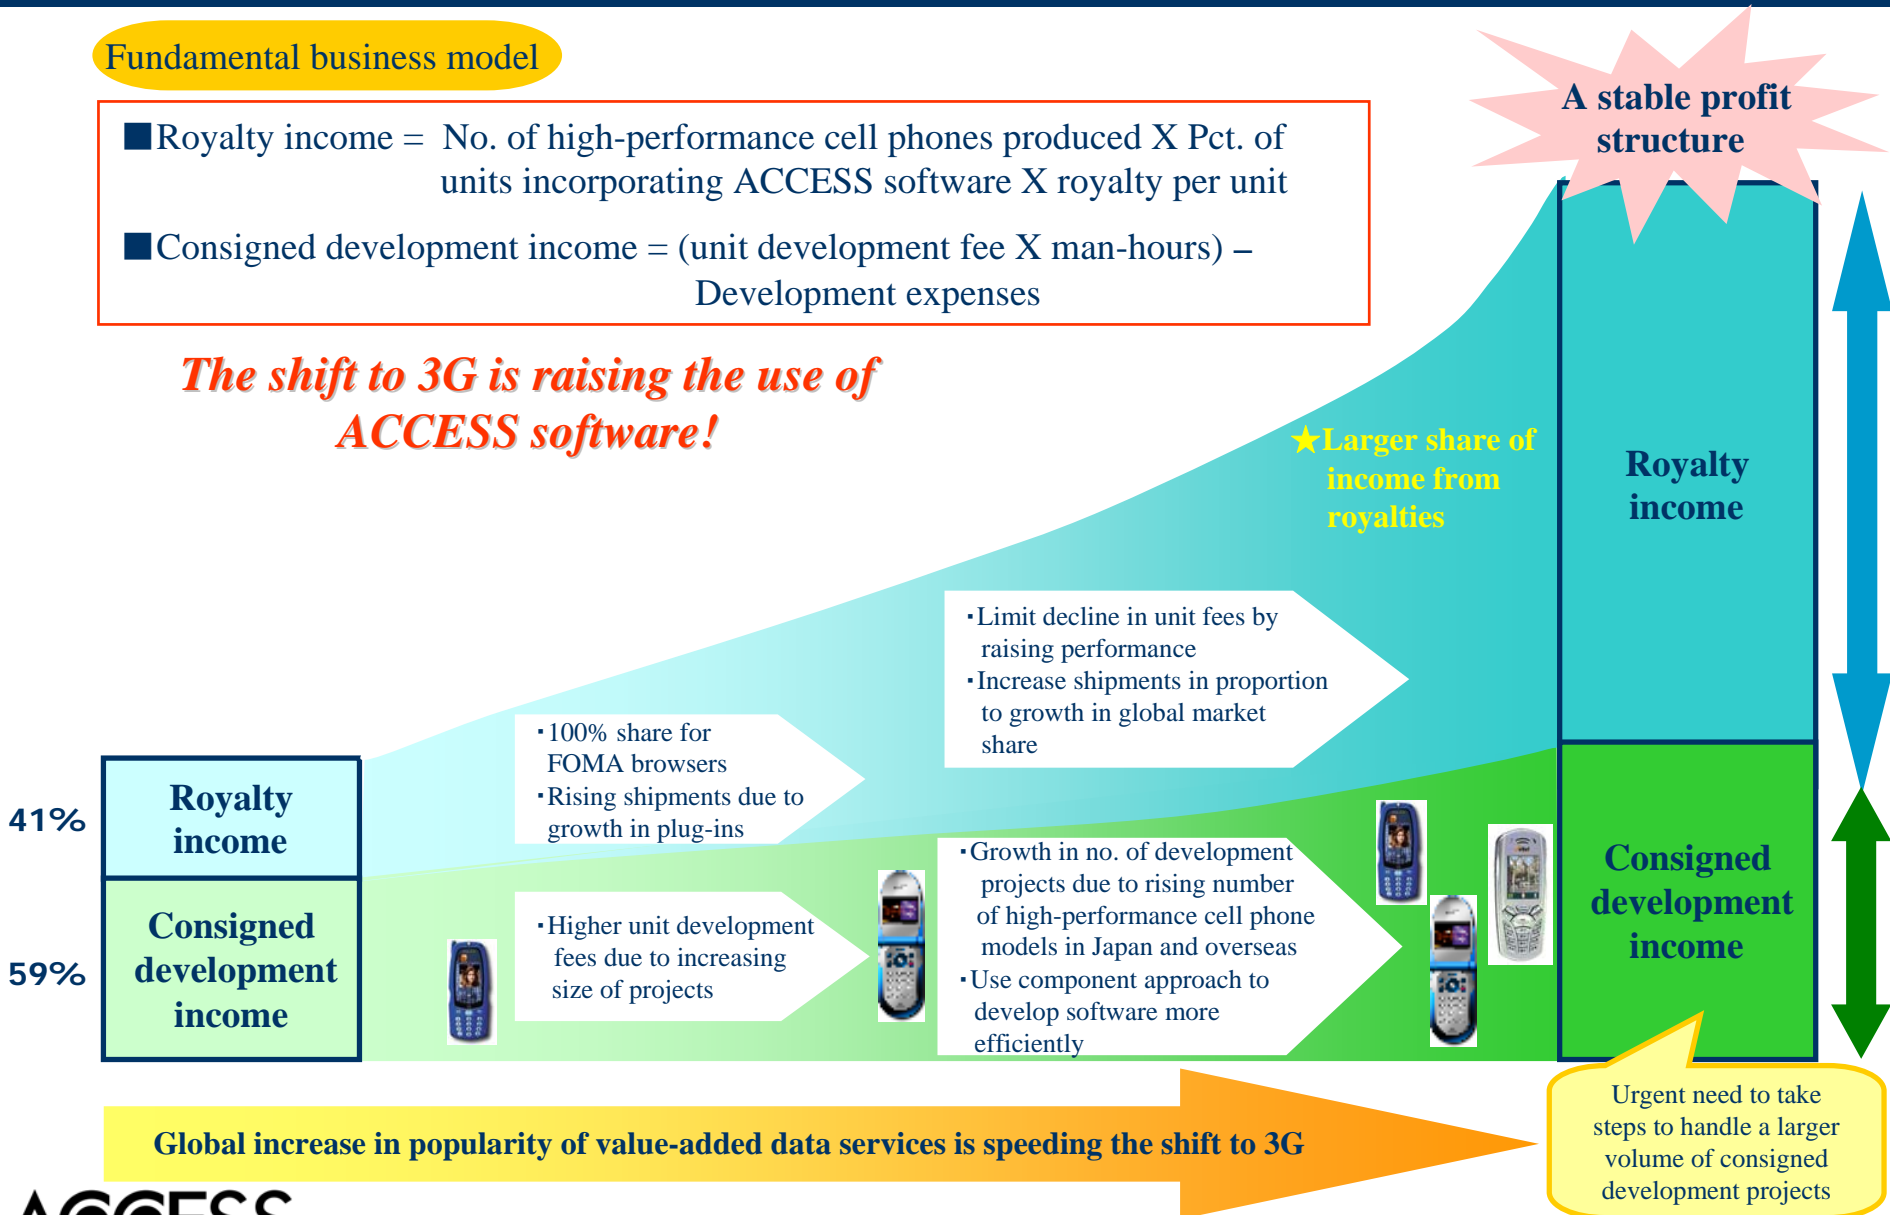 Fundamental business model
■Royalty income = No. of high-performance cell phones produced X Pct. of
units incorporating ACCESS software X royalty per unit
■Consigned development income = (unit development fee X man-hours) –
Development expenses
A stable profit
structure
The shift to 3G is raising the use of
ACCESS software!
★Larger share of
income from
royalties
Royalty
income
・Limit decline in unit fees by
raising performance
・Increase shipments in proportion
to growth in global market
share
・100% share for
FOMA browsers
・Rising shipments due to
growth in plug-ins
41%
Royalty
income
59%
Consigned
development
income
・Higher unit development
fees due to increasing
size of projects
・Growth in no. of development
projects due to rising number
of high-performance cell phone
models in Japan and overseas
・Use component approach to
develop software more
efficiently
Consigned
development
income
Global increase in popularity of value-added data services is speeding the shift to 3G
Urgent need to take
steps to handle a larger
volume of consigned
development projects
ACCESS